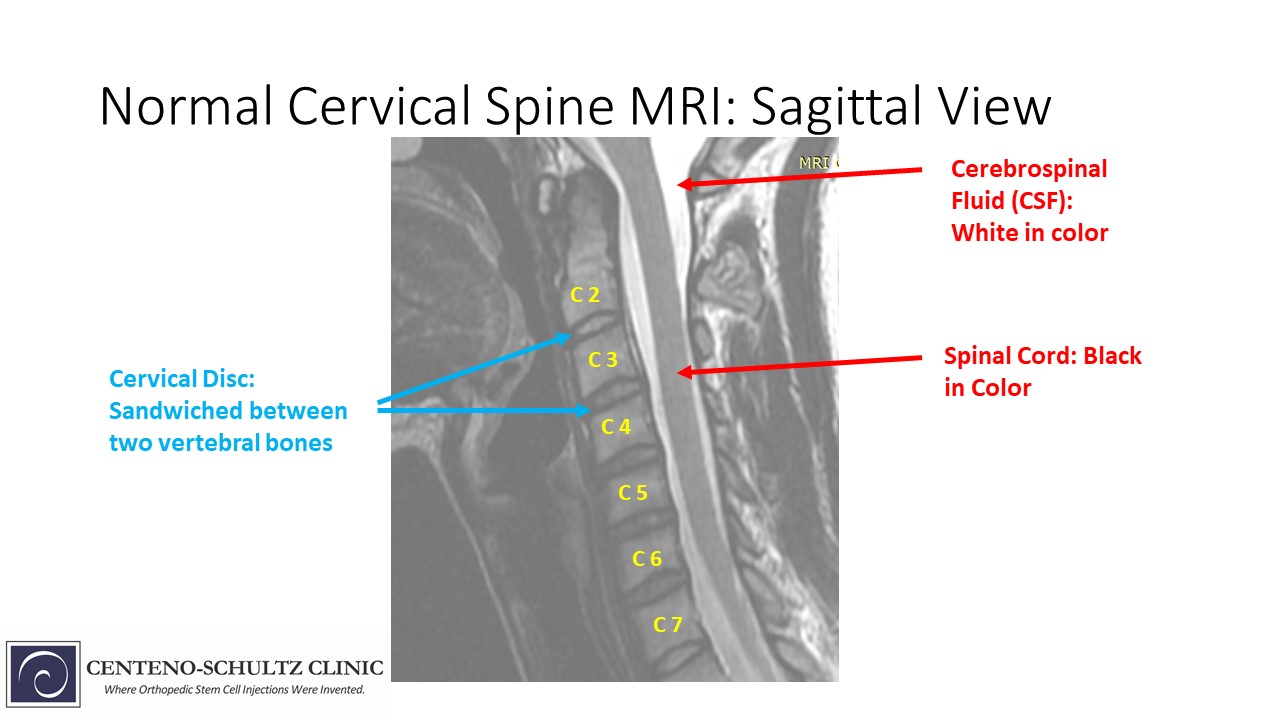 Normal Cervical Spine MRI: Sagittal View
MRI
Cerebrospinal
Fluid (CSF):
White in color
C 2
C 3
Spinal Cord: Black
in Color
Cervical Disc:
Sandwiched between
two vertebral bones
C 4
C 5
C 6
C 7
CENTENO-SCHULTZ CLINIC
Where Orthopedic Stem Cell Injections Were Invented.